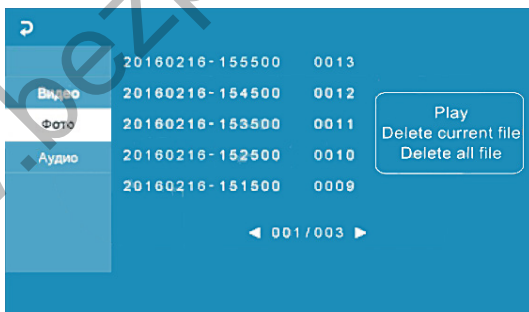 20160216-155500 0013
Видео 20160216-154500 0012
Фото 20160216-153500 0011
Аудио 20160216-152500 0010
20160216-151500 0009
Play
Delete current file
Delete all file
◀ 001/003 ▶